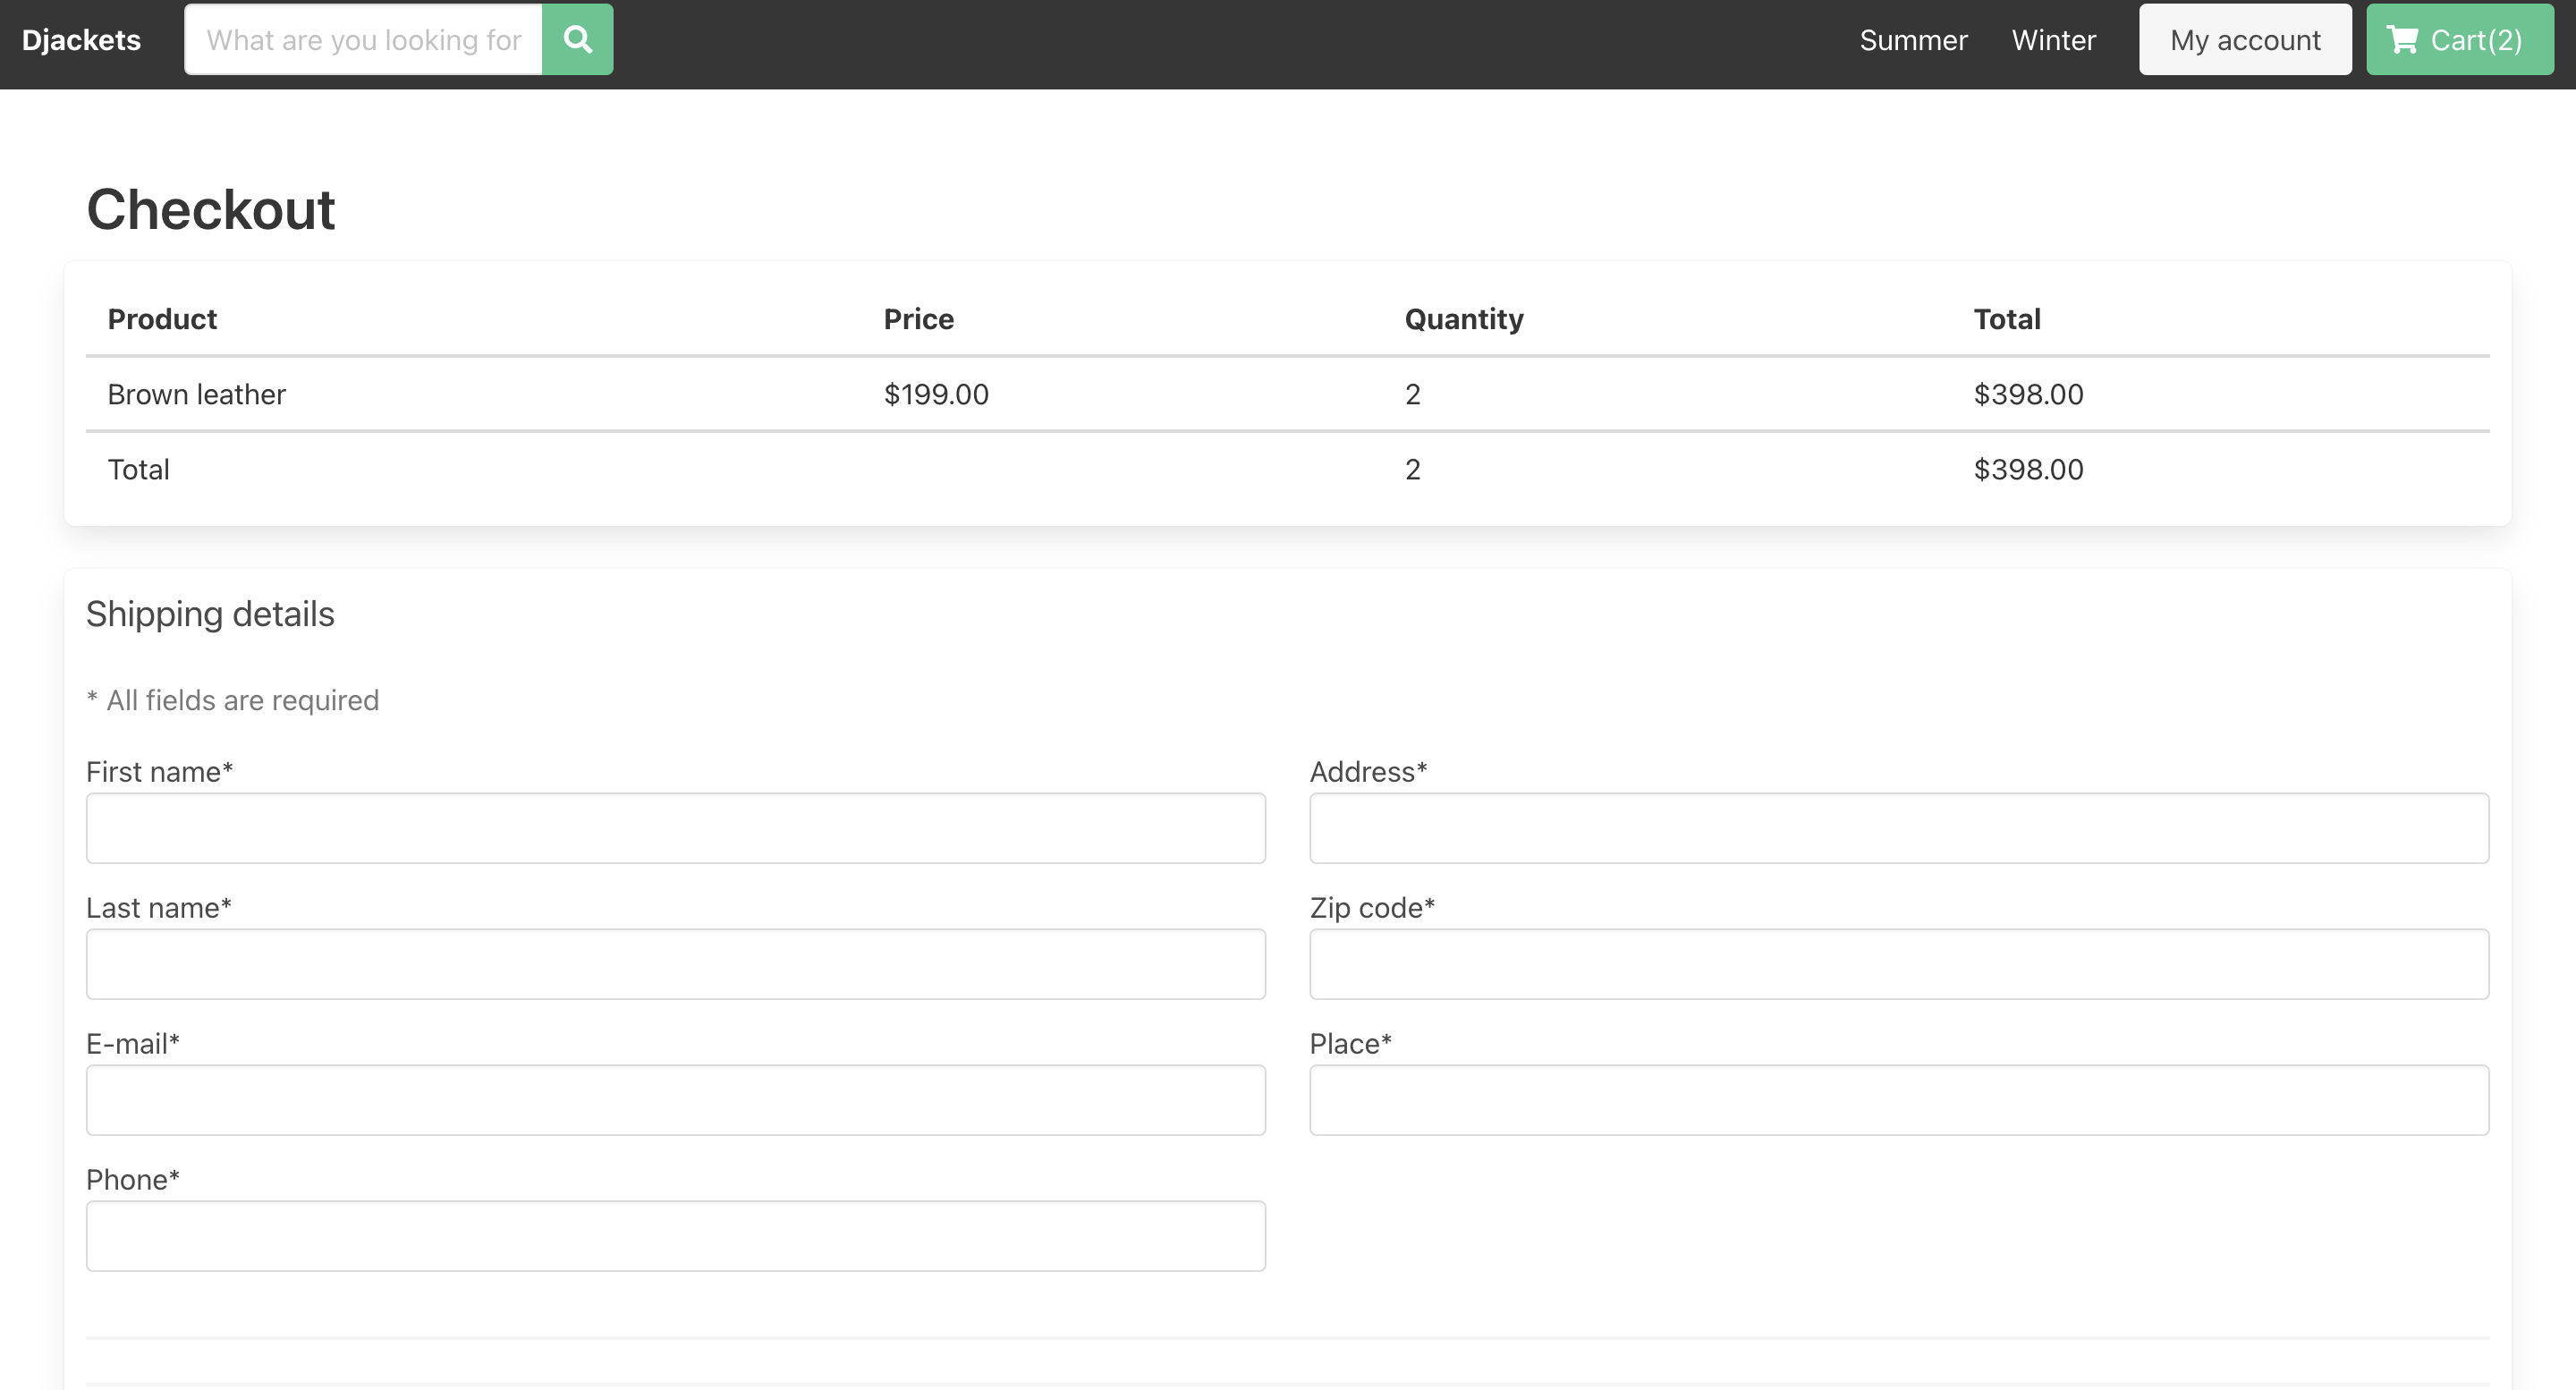 Djackets What are you looking for Summer Winter My account Cart(2)
Checkout
Product Price Quantity Total
Brown leather $199.00 2 $398.00
Total 2 $398.00
Shipping details
* All fields are required
First name* Address*
Last name* Zip code*
E-mail* Place*
Phone*